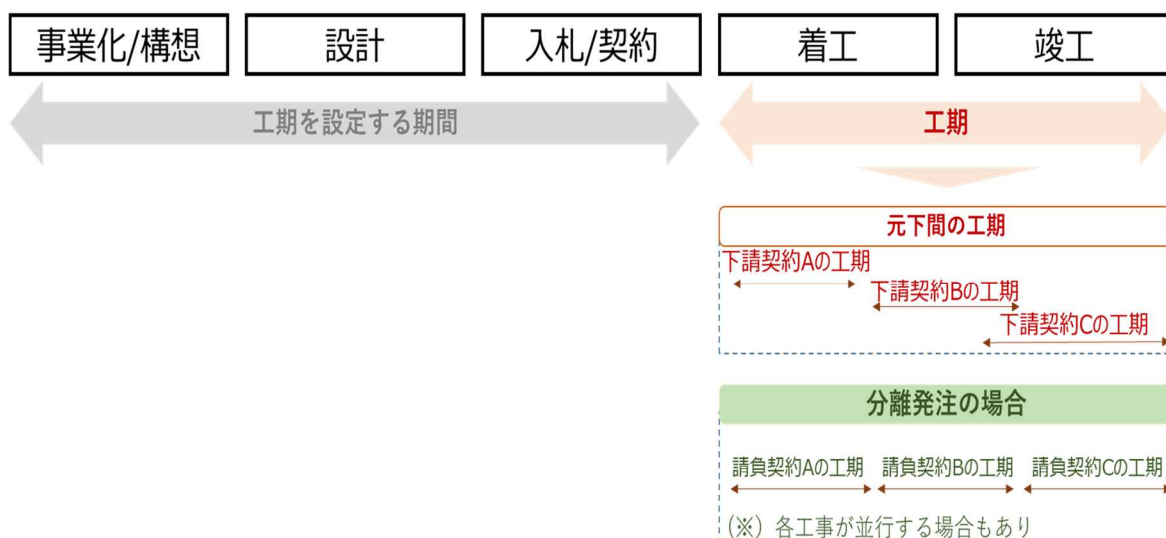 事業化/構想
設計
入札/契約
着工
竣工
工期を設定する期間
工期
元下間の工期
下請契約Aの工期
下請契約Bの工期
下請契約Cの工期
分離発注の場合
請負契約Aの工期
請負契約Bの工期
請負契約Cの工期
(※) 各工事が並行する場合もあり